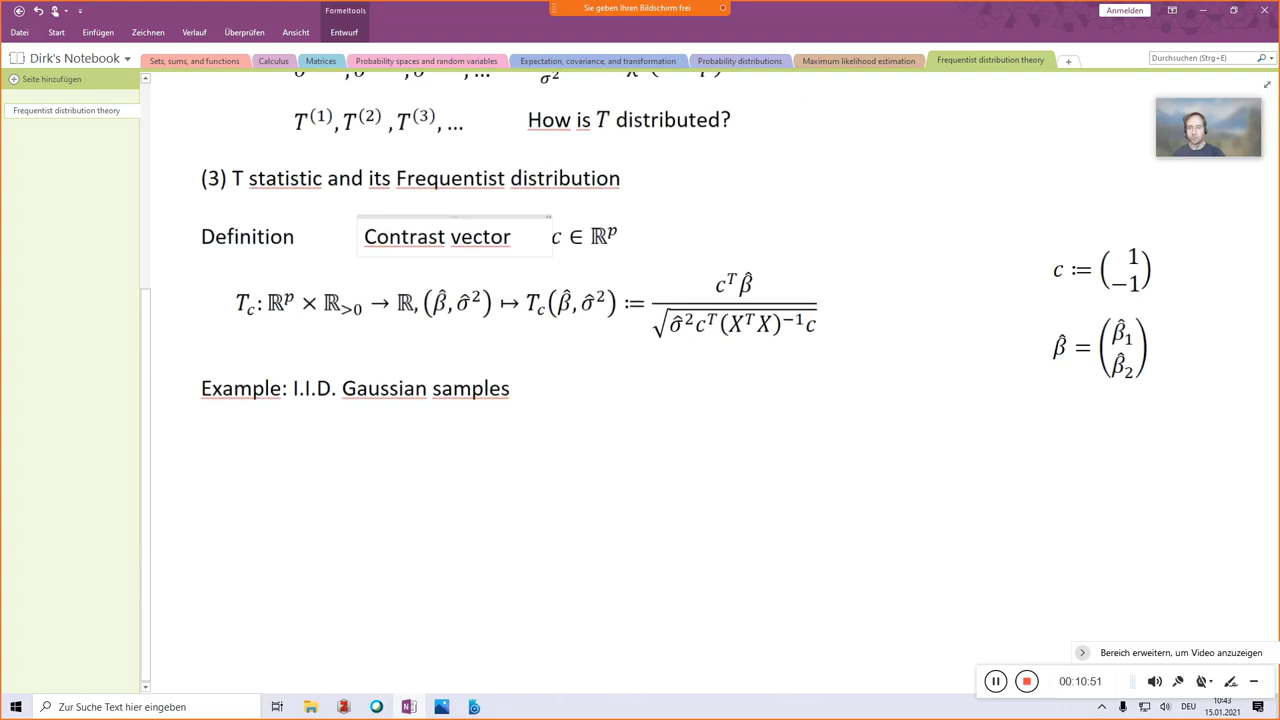 Formeltools
Sie geben Ihren Bildschirm frei
Anmelden
Datei Start Einfügen Zeichnen Verlauf Überprüfen Ansicht Entwurf
Dirk's Notebook
Sets, sums, and functions Calculus Matrices Probability spaces and random variables Expectation, covariance, and transformation Probability distributions Maximum likelihood estimation Frequentist distribution theory
Durchsuchen (Strg+E)
Seite hinzufügen
Frequentist distribution theory
T^(1), T^(2) , T^(3), … How is T distributed?
(3) T statistic and its Frequentist distribution
Definition Contrast vector c ∈ ℝ^p
T_c: ℝ^p × ℝ_>0 → ℝ, (β̂, σ̂²) ↦ T_c(β̂, σ̂²) ≔ c^T β̂ / √(σ̂² c^T (X^T X)^−1 c)
c ≔ (1 −1)
β̂ = (β̂₁ β̂₂)
Example: I.I.D. Gaussian samples
Bereich erweitern, um Video anzuzeigen
00:10:51
Zur Suche Text hier eingeben
DEU
10:43
15.01.2021